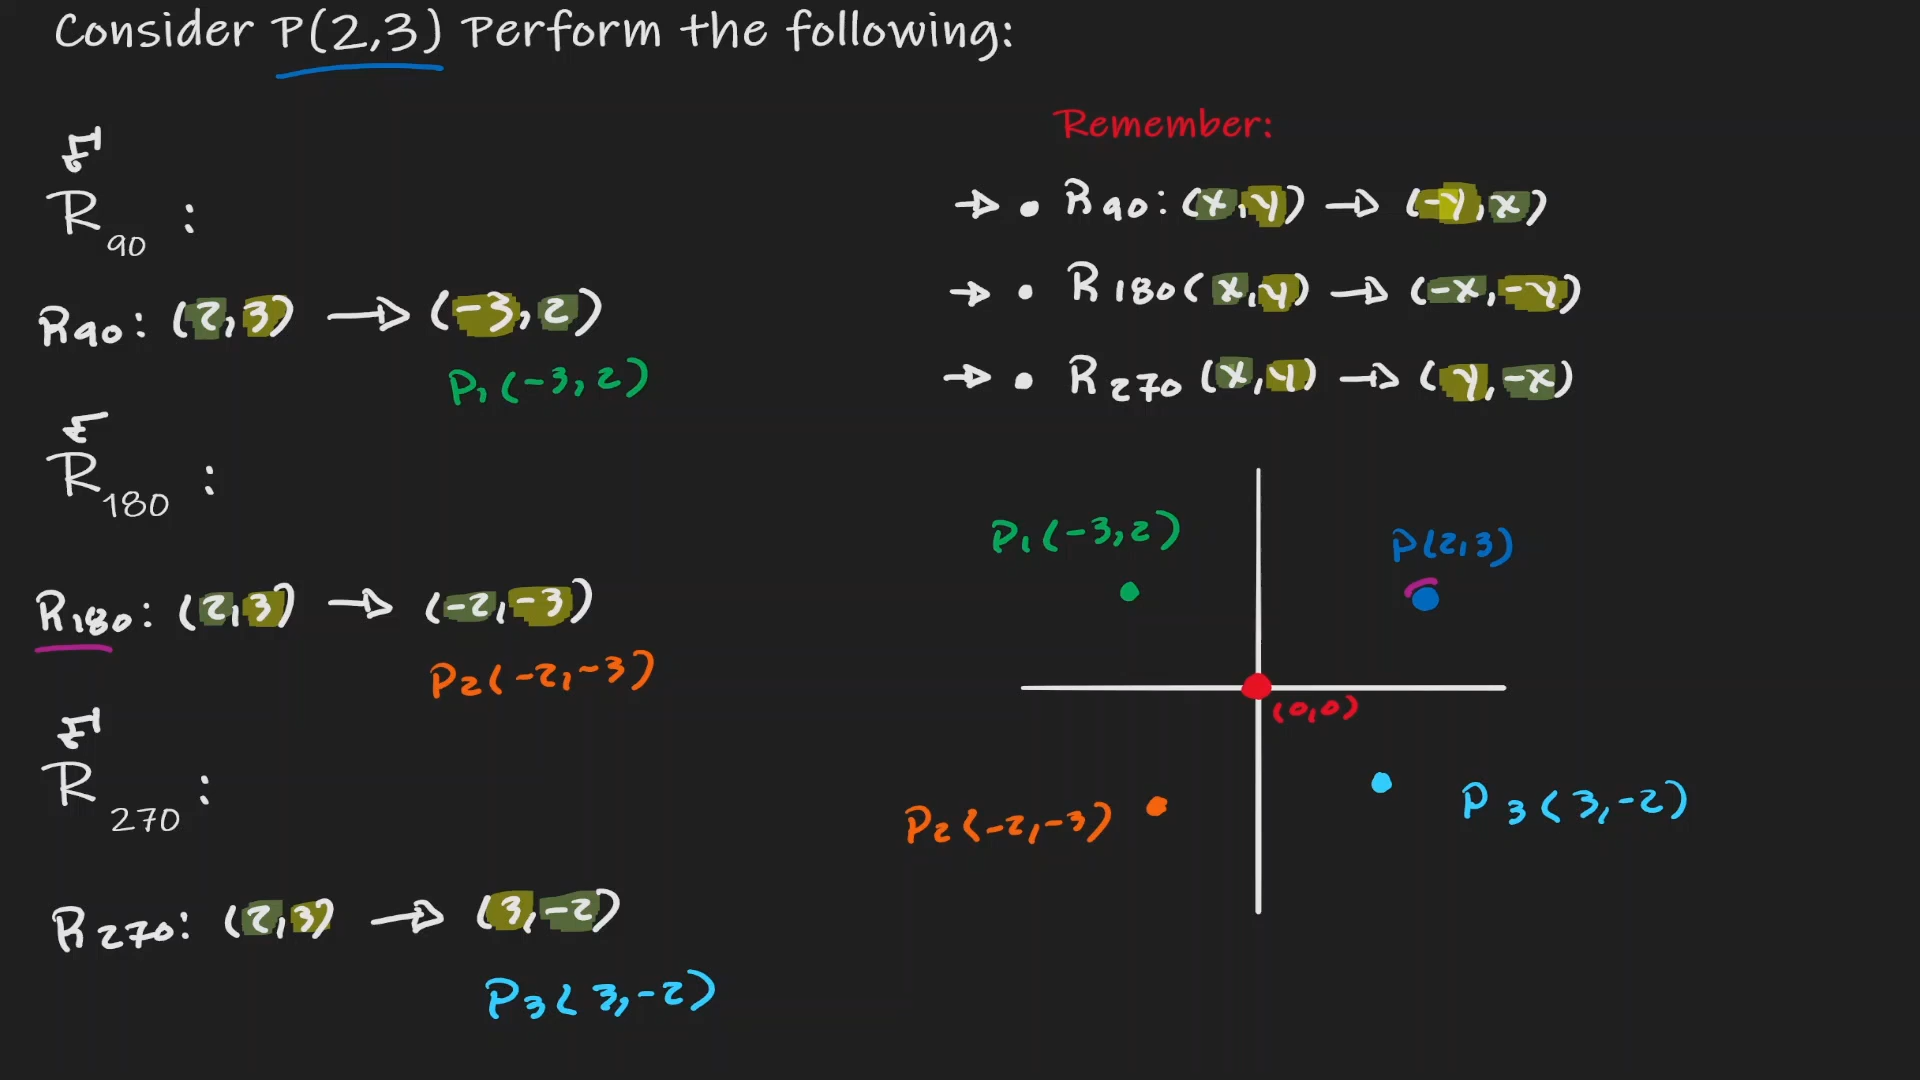 Consider P(2,3) Perform the following:
R90 :
R90: (2,3) → (-3,2)
P1(-3,2)
R180 :
R180: (2,3) → (-2,-3)
P2(-2,-3)
R270 :
R270: (2,3) → (3,-2)
P3(3,-2)
Remember:
→ • R90: (x,y) → (-y,x)
→ • R180(x,y) → (-x,-y)
→ • R270 (x,y) → (y,-x)
P1(-3,2)
P(2,3)
(0,0)
P2(-2,-3)
P3(3,-2)